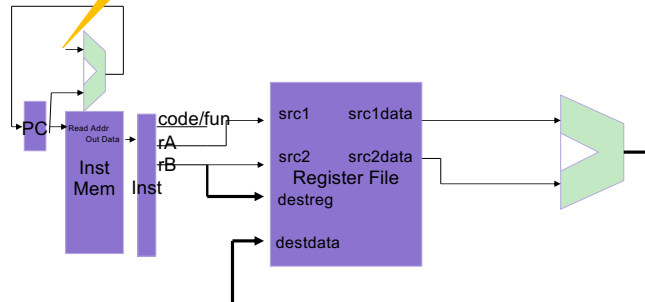 PC
Read Addr
Out Data
Inst
Mem
Inst
code/fun
rA
rB
src1
src1data
src2
src2data
Register File
destreg
destdata